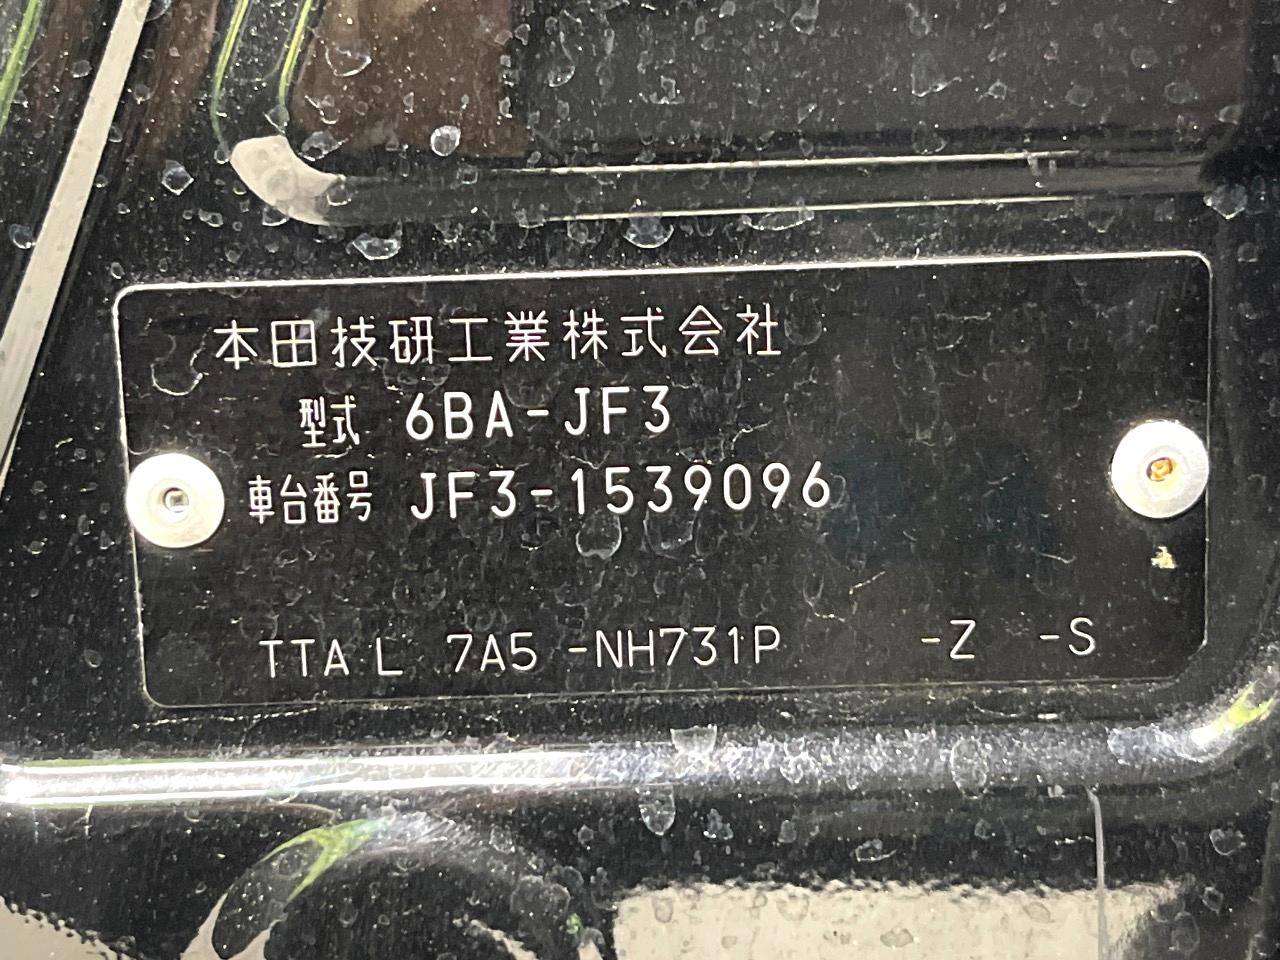 本田技研工業株式会社
型式 6BA-JF3
車台番号 JF3-1539096
TTA L 7A5 -NH731P -Z -S